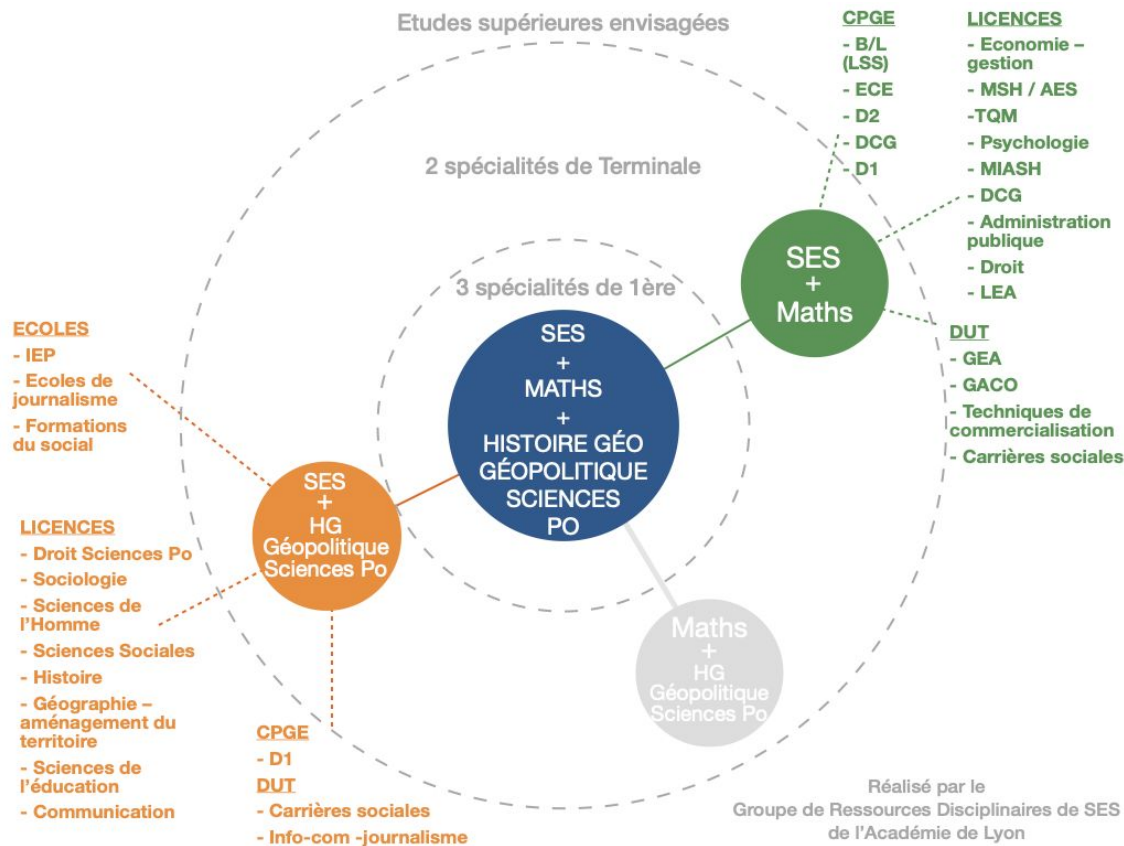 Etudes supérieures envisagées
2 spécialités de Terminale
3 spécialités de 1ère
SES
+
MATHS
+
HISTOIRE GÉO
GÉOPOLITIQUE
SCIENCES
PO
SES
+
Maths
CPGE
- B/L
(LSS)
- ECE
- D2
- DCG
- D1
LICENCES
- Economie –
gestion
- MSH / AES
-TQM
- Psychologie
- MIASH
- DCG
- Administration
publique
- Droit
- LEA
DUT
- GEA
- GACO
- Techniques de
commercialisation
- Carrières sociales
ECOLES
- IEP
- Ecoles de
journalisme
- Formations
du social
SES
+
HG
Géopolitique
Sciences Po
LICENCES
- Droit Sciences Po
- Sociologie
- Sciences de
l'Homme
- Sciences Sociales
- Histoire
- Géographie –
aménagement du
territoire
- Sciences de
l'éducation
- Communication
CPGE
- D1
DUT
- Carrières sociales
- Info-com -journalisme
Maths
+
HG
Géopolitique
Sciences Po
Réalisé par le
Groupe de Ressources Disciplinaires de SES
de l'Académie de Lyon